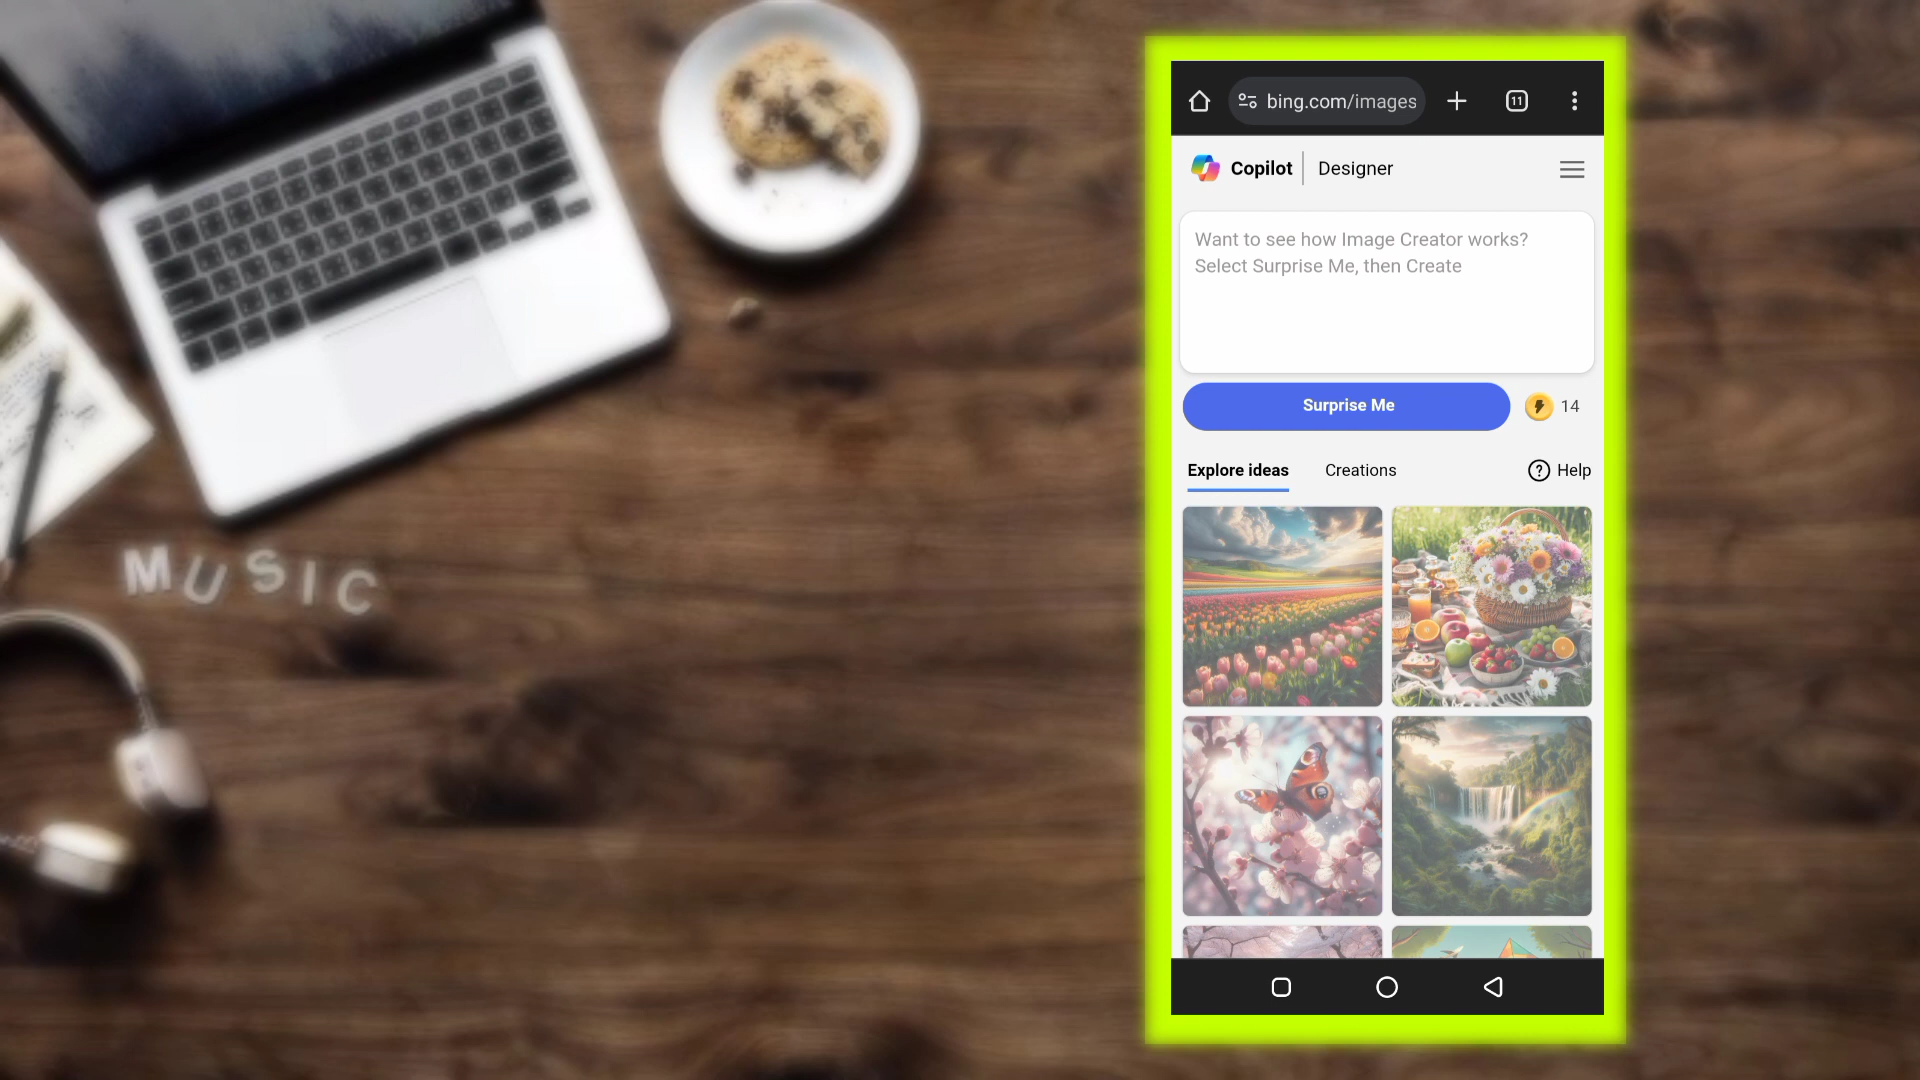 MUSIC
11
bing.com/images
Copilot
Designer
Want to see how Image Creator works?
Select Surprise Me, then Create
Surprise Me
14
Explore ideas
Creations
Help